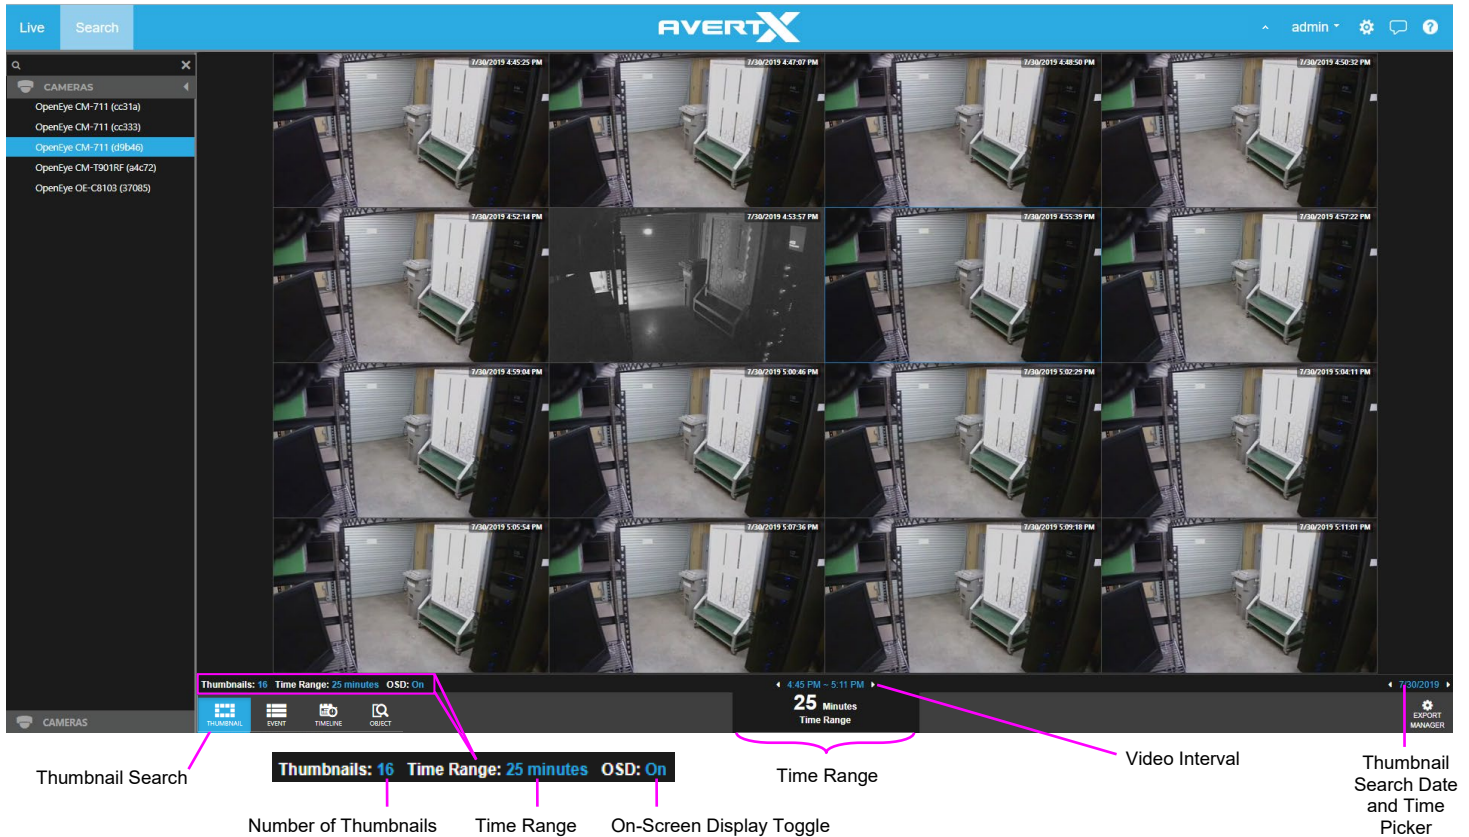 Live
Search
AVERTX
admin
?
CAMERAS
OpenEye CM-711 (cc31a)
OpenEye CM-711 (cc333)
OpenEye CM-711 (d9b46)
OpenEye CM-T901RF (a4c72)
OpenEye OE-C8103 (37085)
7/30/2019 4:45:25 PM
7/30/2019 4:47:07 PM
7/30/2019 4:48:50 PM
7/30/2019 4:50:32 PM
7/30/2019 4:52:14 PM
7/30/2019 4:53:57 PM
7/30/2019 4:55:39 PM
7/30/2019 4:57:22 PM
7/30/2019 4:59:04 PM
7/30/2019 5:00:46 PM
7/30/2019 5:02:29 PM
7/30/2019 5:04:11 PM
7/30/2019 5:05:54 PM
7/30/2019 5:07:36 PM
7/30/2019 5:09:18 PM
7/30/2019 5:11:01 PM
Thumbnails: 16 Time Range: 25 minutes OSD: On
4:45 PM ~ 5:11 PM
7/30/2019
CAMERAS
THUMBNAIL
EVENT
TIMELINE
OBJECT
25 Minutes
Time Range
EXPORT
MANAGER
Thumbnail Search
Thumbnails: 16 Time Range: 25 minutes OSD: On
Number of Thumbnails
Time Range
On-Screen Display Toggle
Time Range
Video Interval
Thumbnail
Search Date
and Time
Picker